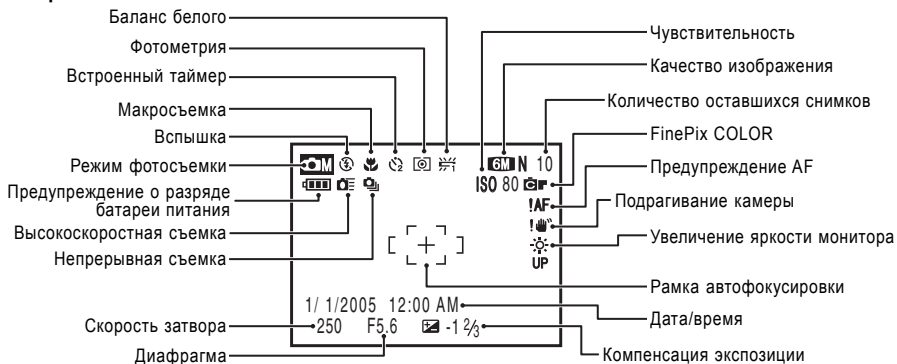 Баланс белого
Фотометрия
Встроенный таймер
Макросъемка
Вспышка
Режим фотосъемки
Предупреждение о разряде
батареи питания
Высокоскоростная съемка
Непрерывная съемка
Скорость затвора
Диафрагма
M
6M N 10
ISO 80
!AF
!
UP
1/ 1/2005 12:00 AM
250 F5.6 -1 2/3
Чувствительность
Качество изображения
Количество оставшихся снимков
FinePix COLOR
Предупреждение AF
Подрагивание камеры
Увеличение яркости монитора
Рамка автофокусировки
Дата/время
Компенсация экспозиции